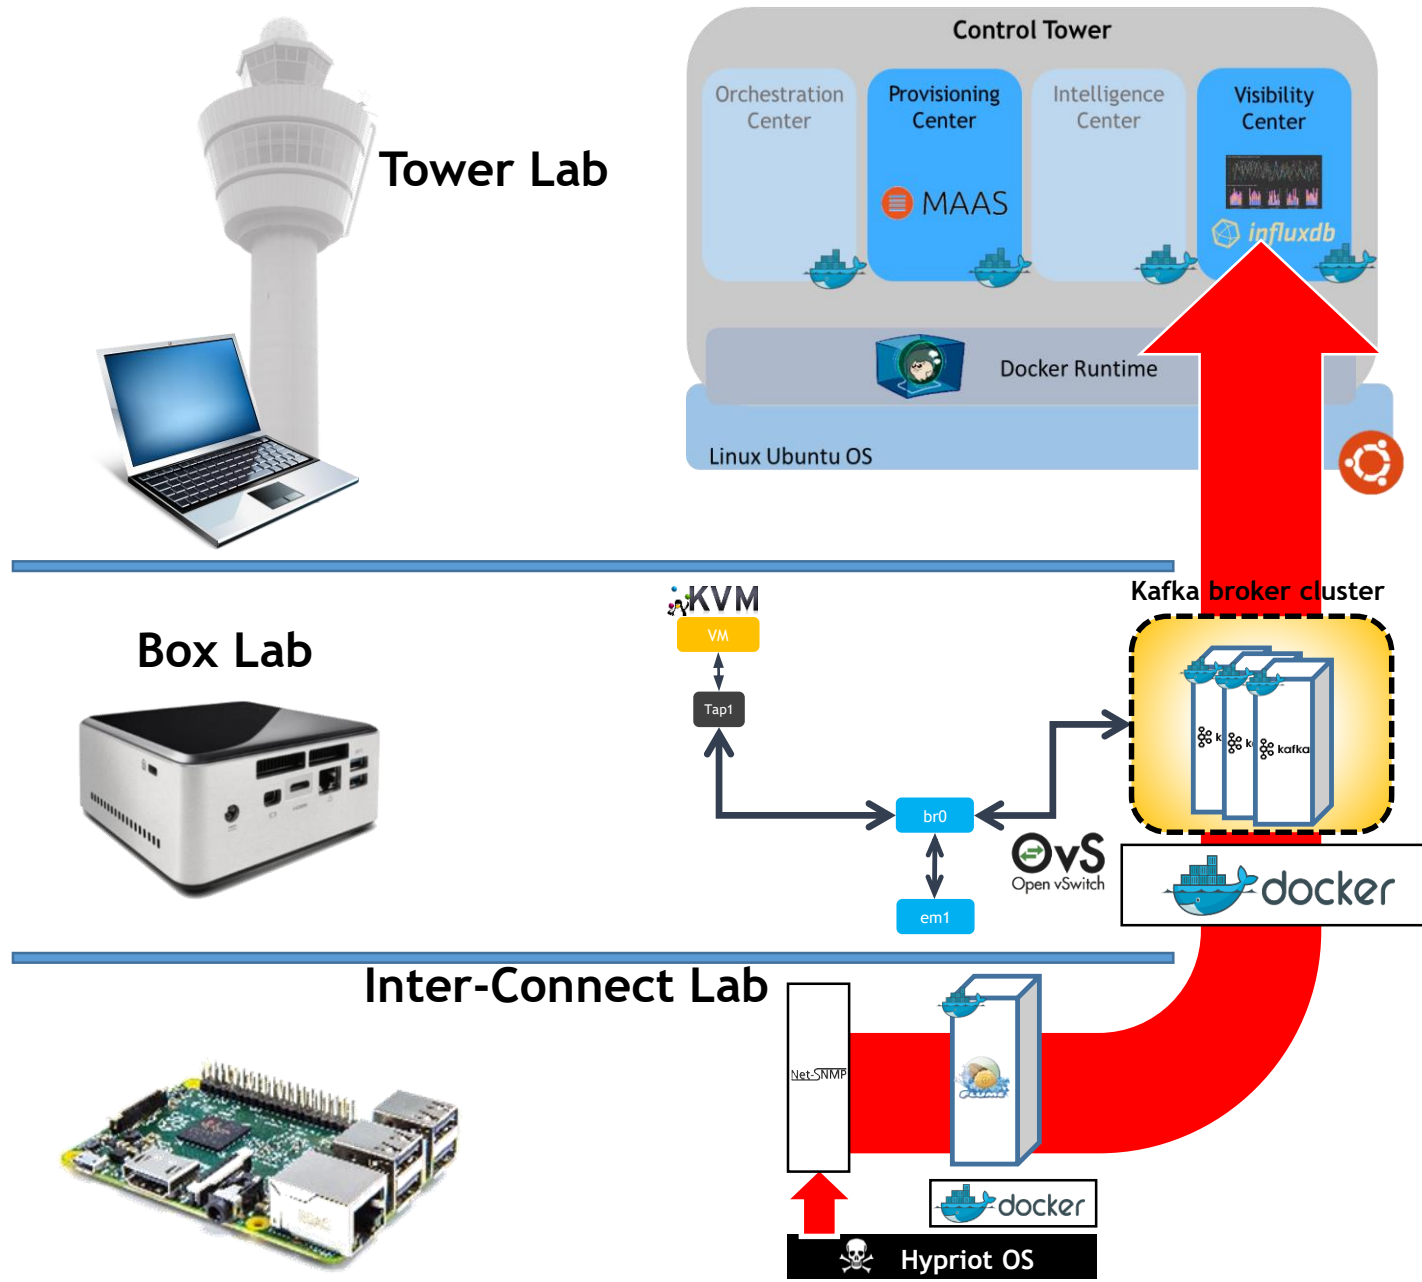 Control Tower
Orchestration
Center
Provisioning
Center
Intelligence
Center
Visibility
Center
Tower Lab
MAAS
influxdb
Docker Runtime
Linux Ubuntu OS
KVM
Kafka broker cluster
VM
Box Lab
Tap1
kafka
br0
OvS
Open vSwitch
docker
em1
Inter-Connect Lab
Net-SNMP
FLUME
docker
Hypriot OS